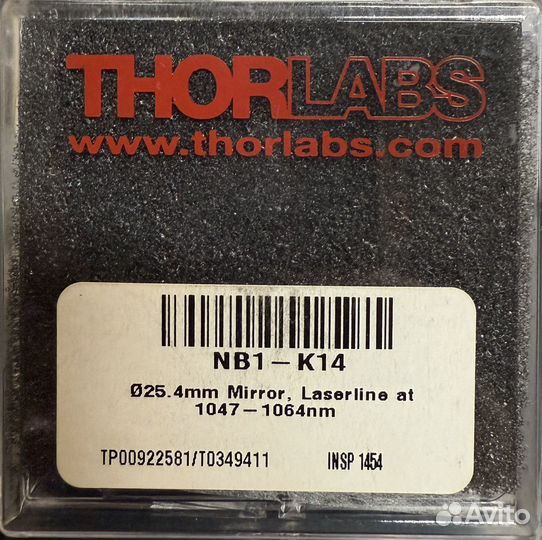 THORLABS
www.thorlabs.com
NB1-K14
Ø25.4mm Mirror, Laserline at
1047-1064nm
TP00922581/T0349411 INSP 1454
Avito